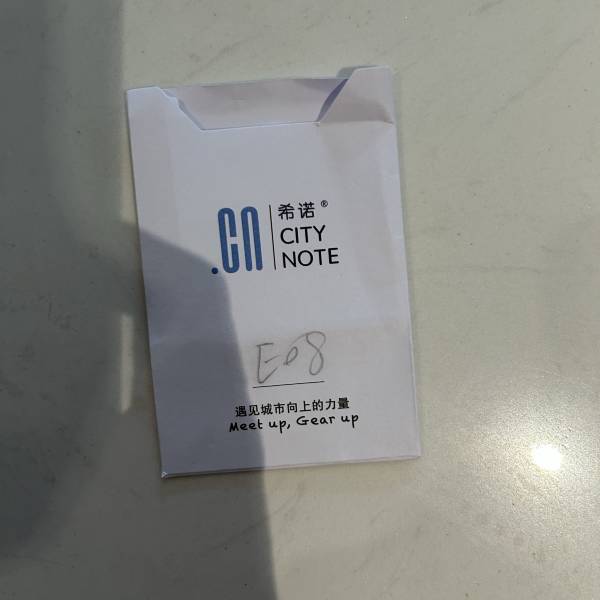 .CN
希诺®
CITY
NOTE
E08
遇见城市向上的力量
Meet up, Gear up